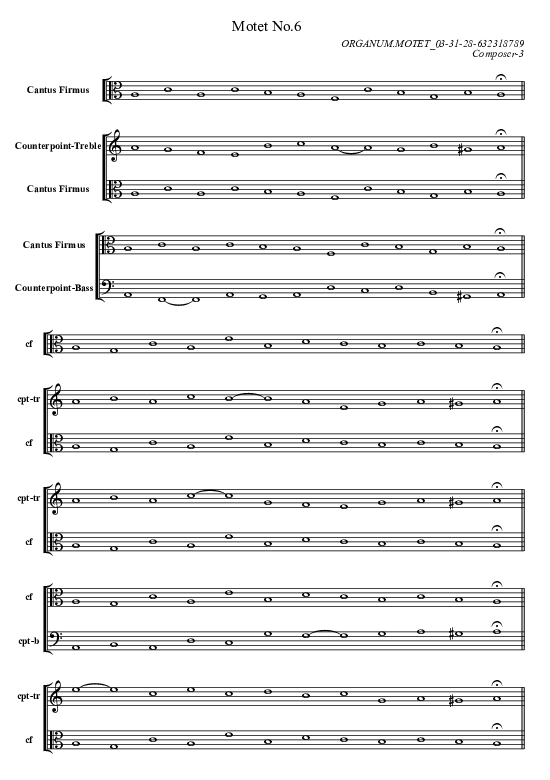 Motet No.6
ORGANUM.MOTET_03-31-28-632318789
Composer-3
Cantus Firmus
Counterpoint-Treble
Cantus Firmus
Cantus Firmus
Counterpoint-Bass
cf
cpt-tr
cf
cpt-tr
cf
cf
cpt-b
cpt-tr
cf